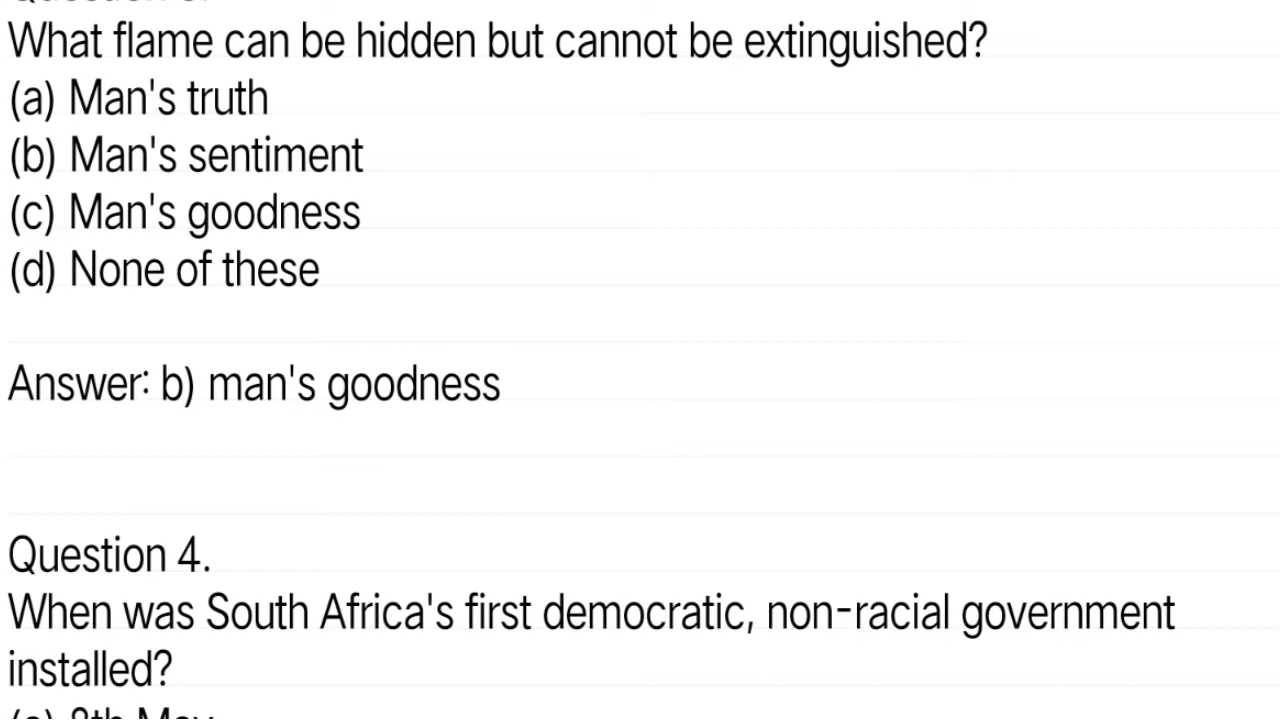 What flame can be hidden but cannot be extinguished?
(a) Man's truth
(b) Man's sentiment
(c) Man's goodness
(d) None of these
Answer: b) man's goodness
Question 4.
When was South Africa's first democratic, non-racial government
installed?